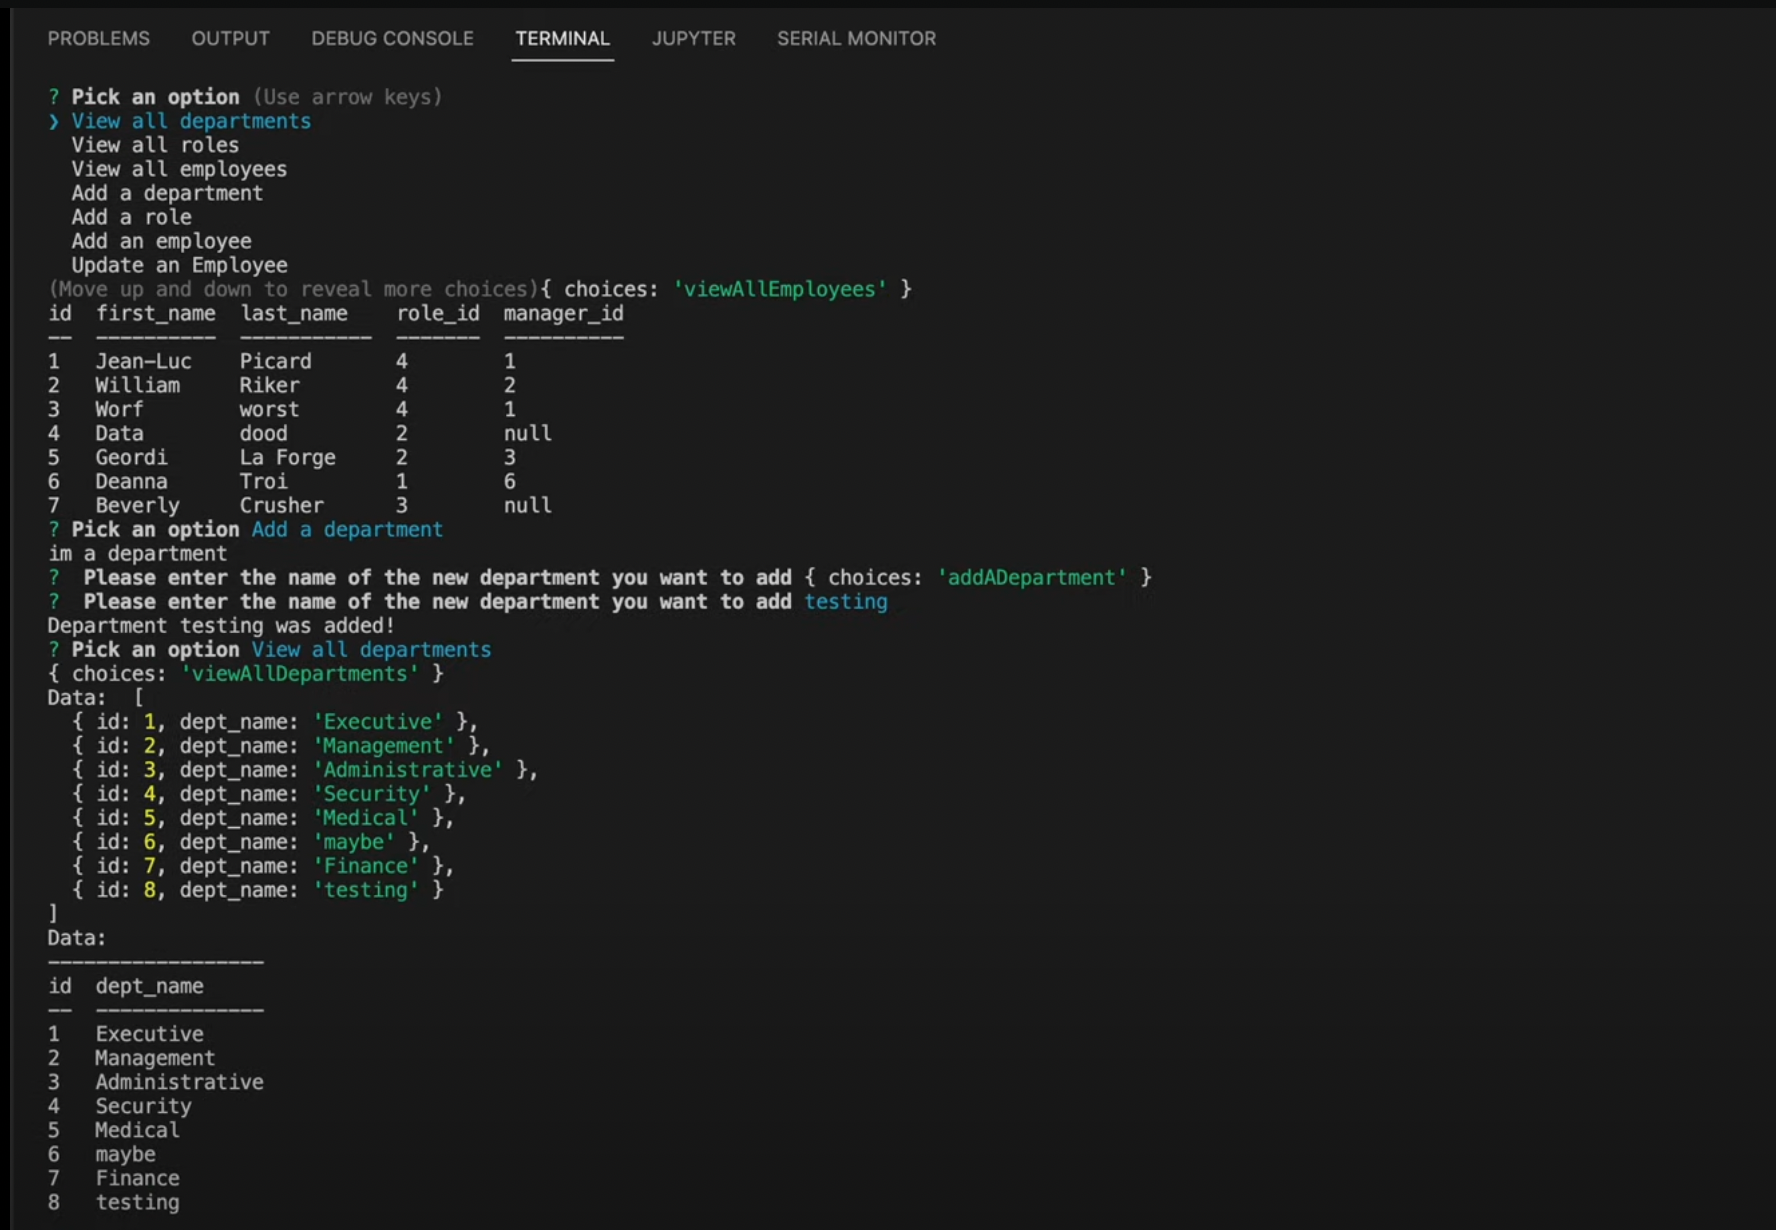 PROBLEMS OUTPUT DEBUG CONSOLE TERMINAL JUPYTER SERIAL MONITOR
? Pick an option (Use arrow keys)
❯ View all departments
  View all roles
  View all employees
  Add a department
  Add a role
  Add an employee
  Update an Employee
(Move up and down to reveal more choices){ choices: 'viewAllEmployees' }
id  first_name  last_name    role_id  manager_id
--  ----------  -----------  -------  ----------
1   Jean-Luc    Picard       4        1
2   William     Riker        4        2
3   Worf        worst        4        1
4   Data        dood         2        null
5   Geordi      La Forge     2        3
6   Deanna      Troi         1        6
7   Beverly     Crusher      3        null
? Pick an option Add a department
im a department
?  Please enter the name of the new department you want to add { choices: 'addADepartment' }
?  Please enter the name of the new department you want to add testing
Department testing was added!
? Pick an option View all departments
{ choices: 'viewAllDepartments' }
Data:  [
  { id: 1, dept_name: 'Executive' },
  { id: 2, dept_name: 'Management' },
  { id: 3, dept_name: 'Administrative' },
  { id: 4, dept_name: 'Security' },
  { id: 5, dept_name: 'Medical' },
  { id: 6, dept_name: 'maybe' },
  { id: 7, dept_name: 'Finance' },
  { id: 8, dept_name: 'testing' }
]
Data:
------------------
id  dept_name
--  --------------
1   Executive
2   Management
3   Administrative
4   Security
5   Medical
6   maybe
7   Finance
8   testing